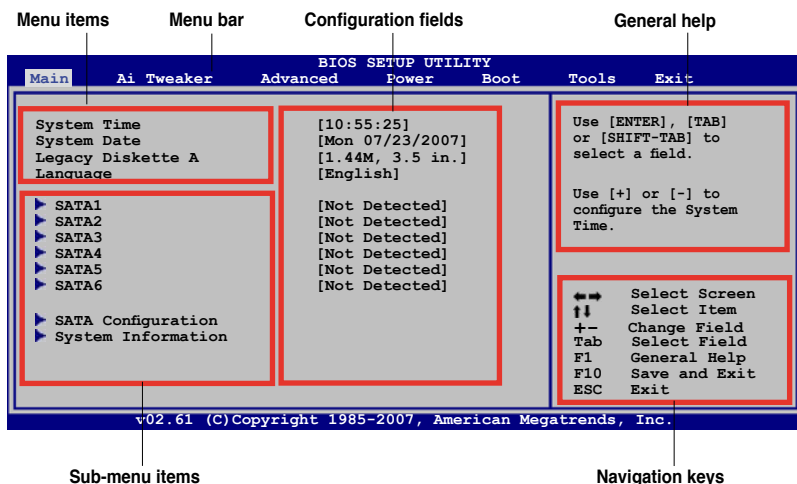 Menu items Menu bar Configuration fields General help
BIOS SETUP UTILITY
Main Ai Tweaker Advanced Power Boot Tools Exit
System Time [10:55:25]
System Date [Mon 07/23/2007]
Legacy Diskette A [1.44M, 3.5 in.]
Language [English]
SATA1 [Not Detected]
SATA2 [Not Detected]
SATA3 [Not Detected]
SATA4 [Not Detected]
SATA5 [Not Detected]
SATA6 [Not Detected]
SATA Configuration
System Information
Use [ENTER], [TAB]
or [SHIFT-TAB] to
select a field.
Use [+] or [-] to
configure the System
Time.
←→ Select Screen
↑↓ Select Item
+- Change Field
Tab Select Field
F1 General Help
F10 Save and Exit
ESC Exit
v02.61 (C)Copyright 1985-2007, American Megatrends, Inc.
Sub-menu items Navigation keys